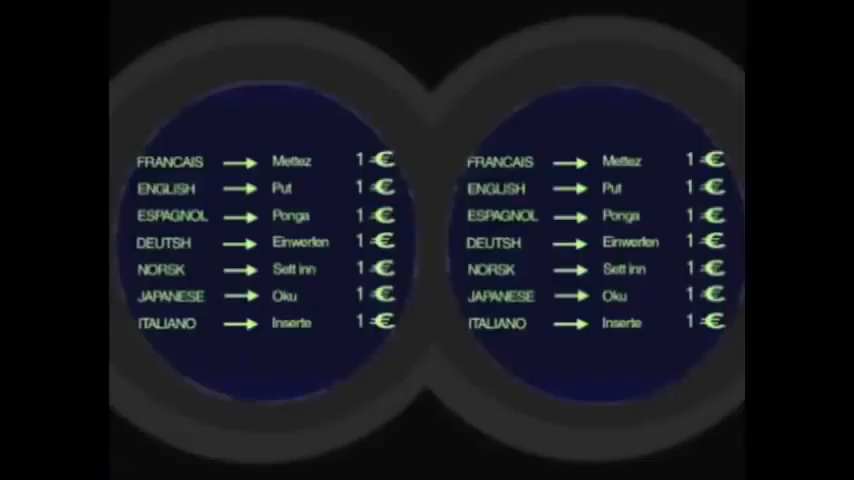 FRANCAIS → Mettez 1 € FRANCAIS → Mettez 1 €
ENGLISH → Put 1 € ENGLISH → Put 1 €
ESPAGNOL → Ponga 1 € ESPAGNOL → Ponga 1 €
DEUTSH → Einwerfen 1 € DEUTSH → Einwerfen 1 €
NORSK → Sett inn 1 € NORSK → Sett inn 1 €
JAPANESE → Oku 1 € JAPANESE → Oku 1 €
ITALIANO → Inserte 1 € ITALIANO → Inserte 1 €